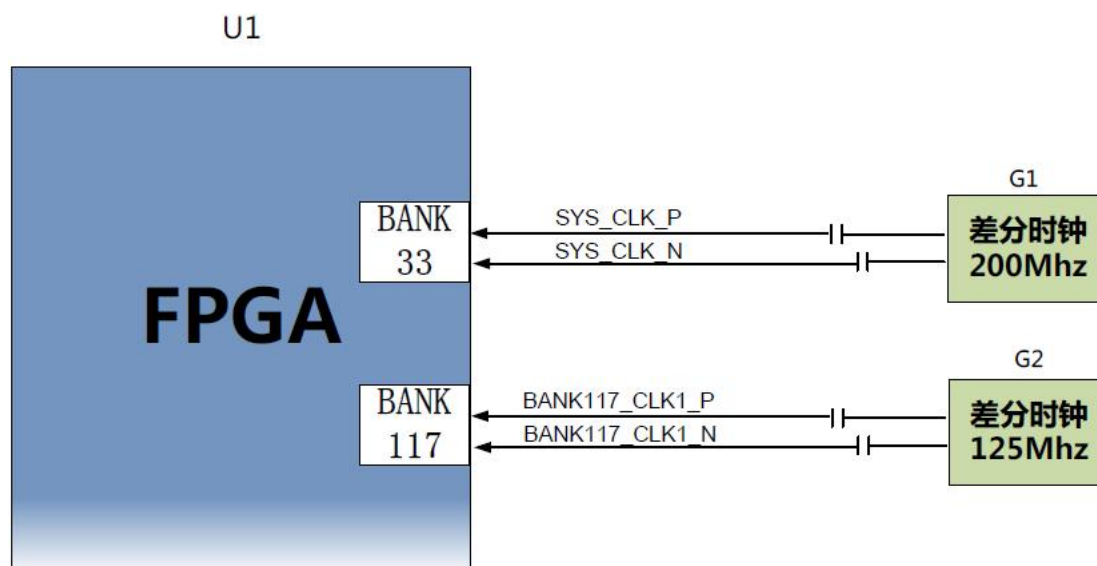 U1
FPGA
BANK
33
SYS_CLK_P
SYS_CLK_N
G1
差分时钟
200Mhz
BANK
117
BANK117_CLK1_P
BANK117_CLK1_N
G2
差分时钟
125Mhz